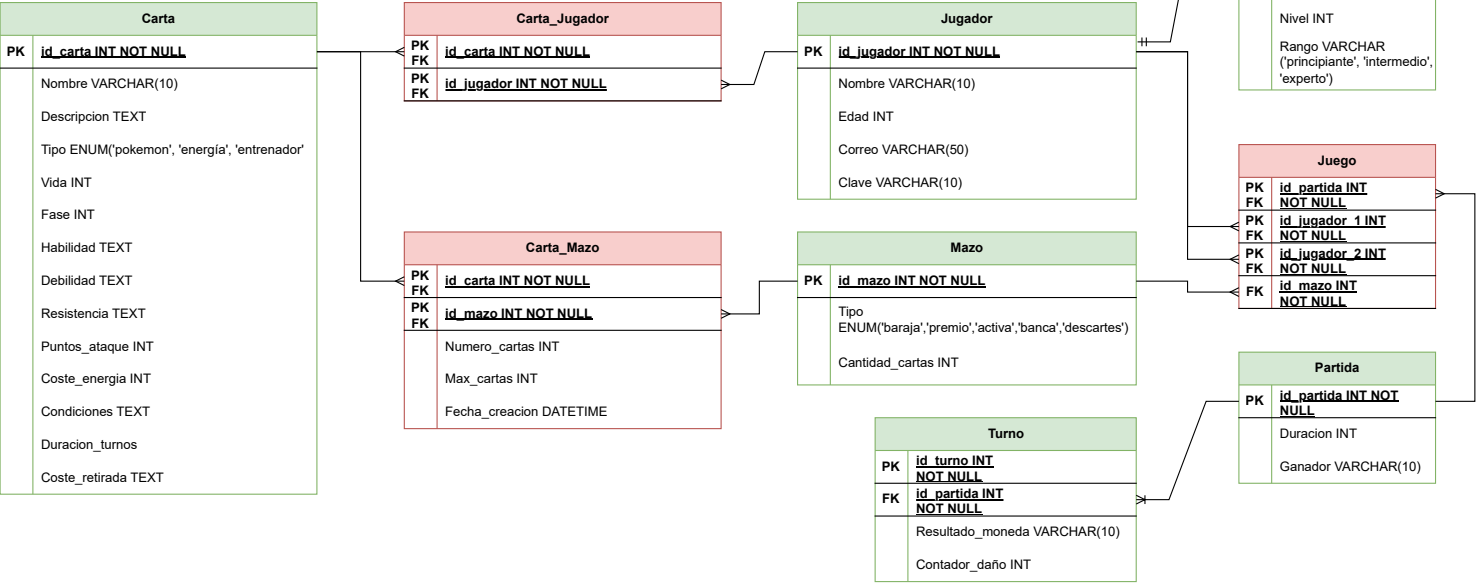 Carta
PK id_carta INT NOT NULL
Nombre VARCHAR(10)
Descripcion TEXT
Tipo ENUM('pokemon', 'energía', 'entrenador'
Vida INT
Fase INT
Habilidad TEXT
Debilidad TEXT
Resistencia TEXT
Puntos_ataque INT
Coste_energia INT
Condiciones TEXT
Duracion_turnos
Coste_retirada TEXT
Carta_Jugador
PK
FK
id_carta INT NOT NULL
PK
FK
id_jugador INT NOT NULL
Carta_Mazo
PK
FK
id_carta INT NOT NULL
PK
FK
id_mazo INT NOT NULL
Numero_cartas INT
Max_cartas INT
Fecha_creacion DATETIME
Jugador
PK id_jugador INT NOT NULL
Nombre VARCHAR(10)
Edad INT
Correo VARCHAR(50)
Clave VARCHAR(10)
Mazo
PK id_mazo INT NOT NULL
Tipo
ENUM('baraja','premio','activa','banca','descartes')
Cantidad_cartas INT
Turno
PK id_turno INT
NOT NULL
FK id_partida INT
NOT NULL
Resultado_moneda VARCHAR(10)
Contador_daño INT
Nivel INT
Rango VARCHAR
('principiante', 'intermedio',
'experto')
Juego
PK id_partida INT
FK NOT NULL
PK id_jugador_1 INT
FK NOT NULL
PK id_jugador_2 INT
FK NOT NULL
FK id_mazo INT
NOT NULL
Partida
PK id_partida INT NOT
NULL
Duracion INT
Ganador VARCHAR(10)